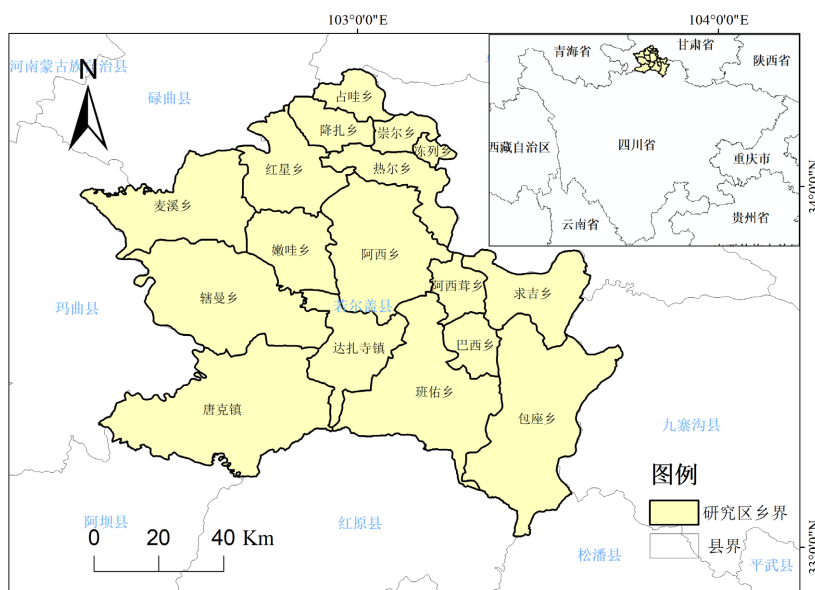 103°0'0"E
104°0'0"E
河南蒙古族自治县
N
碌曲县
青海省
甘肃省
陕西省
西藏自治区
四川省
重庆市
云南省
贵州省
34°0'0"N
占哇乡
降扎乡
崇尔乡
东列乡
红星乡
热尔乡
麦溪乡
嫩哇乡
阿西乡
阿西茸乡
求吉乡
玛曲县
辖曼乡
若尔盖县
达扎寺镇
巴西乡
唐克镇
班佑乡
包座乡
九寨沟县
阿坝县
红原县
松潘县
平武县
图例
研究区乡界
县界
0 20 40 Km
33°0'0"N